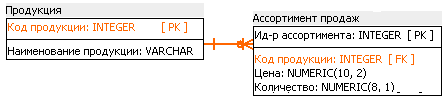 Продукция
Код продукции: INTEGER [ PK ]
Наименование продукции: VARCHAR
Ассортимент продаж
Ид-р ассортимента: INTEGER [ PK ]
Код продукции: INTEGER [ FK ]
Цена: NUMERIC(10, 2)
Количество: NUMERIC(8, 1)